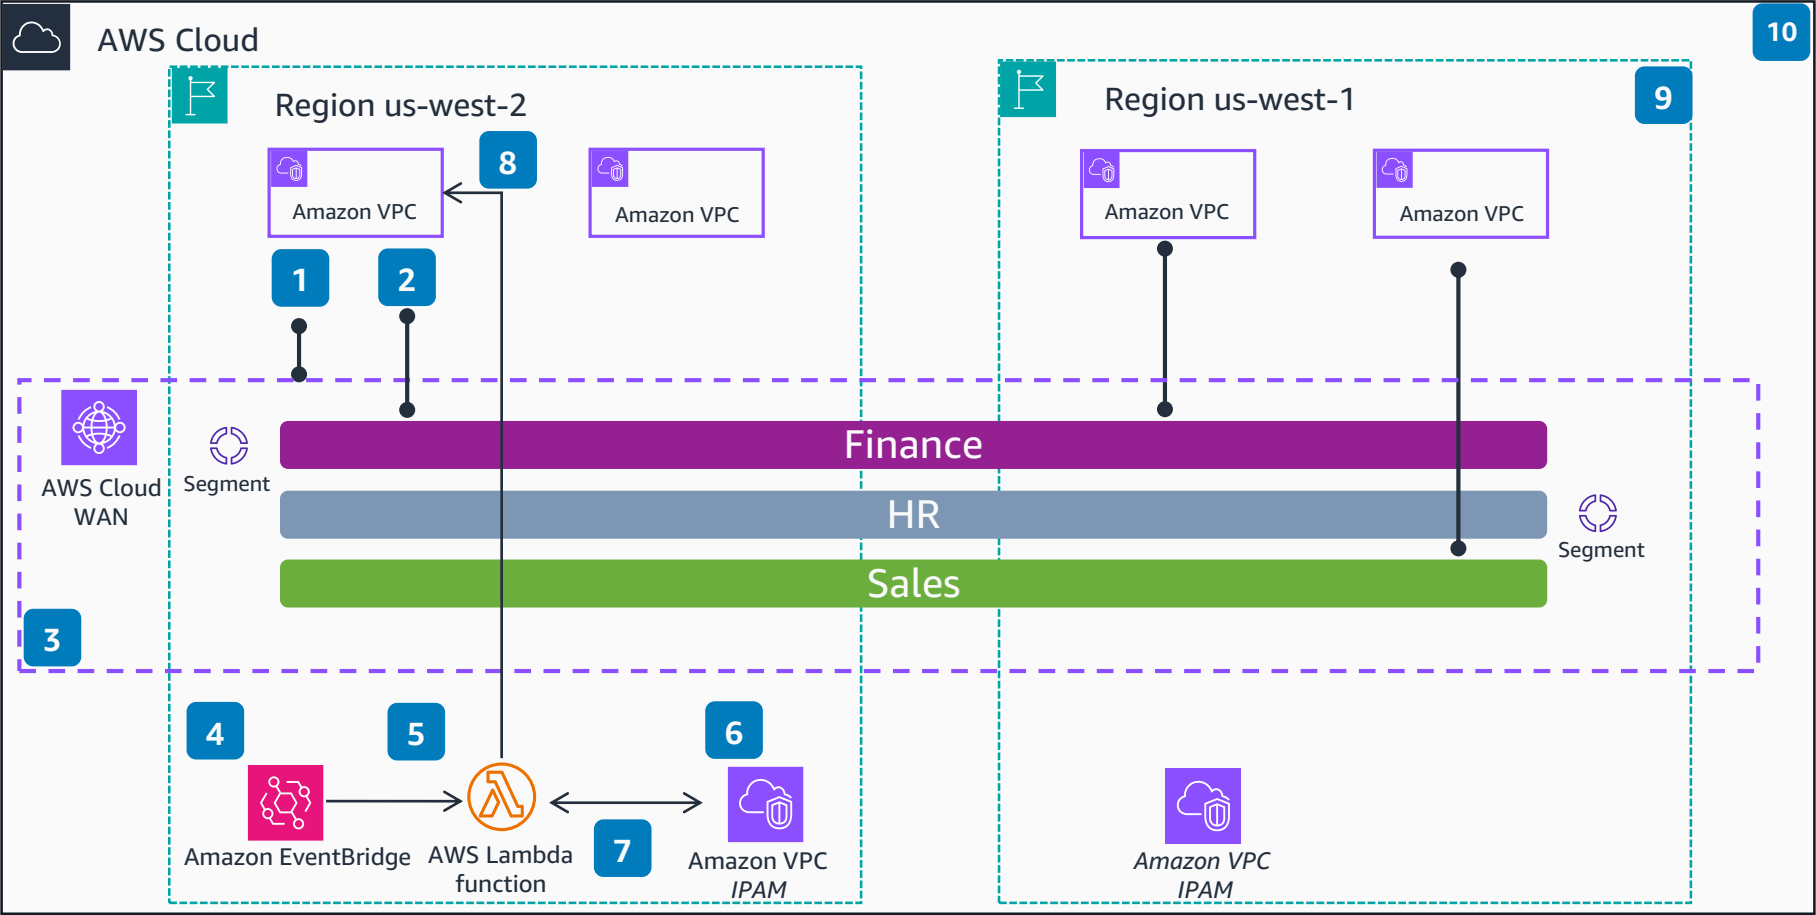 AWS Cloud
10
Region us-west-2
Region us-west-1
9
8
Amazon VPC
Amazon VPC
Amazon VPC
Amazon VPC
1
2
Finance
AWS Cloud
WAN
Segment
HR
Segment
Sales
3
4
5
6
Amazon EventBridge
AWS Lambda
function
7
Amazon VPC
IPAM
Amazon VPC
IPAM